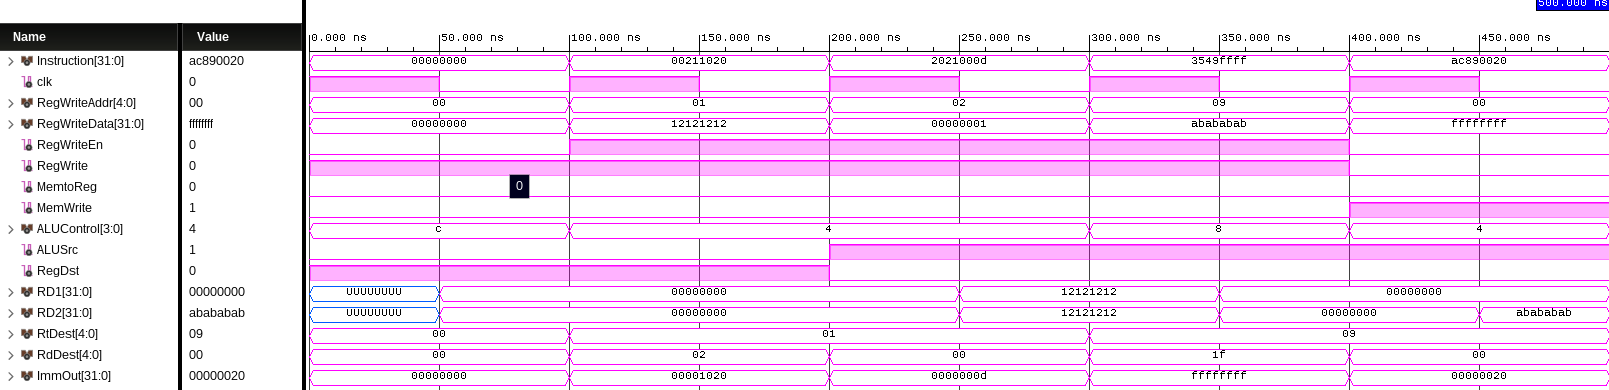 500.000 ns
Name Value 0.000 ns 50.000 ns 100.000 ns 150.000 ns 200.000 ns 250.000 ns 300.000 ns 350.000 ns 400.000 ns 450.000 ns
Instruction[31:0] ac890020 00000000 00211020 2021000d 3549ffff ac890020
clk 0
RegWriteAddr[4:0] 00 00 01 02 09 00
RegWriteData[31:0] ffffffff 00000000 12121212 00000001 abababab ffffffff
RegWriteEn 0
RegWrite 0
MemtoReg 0 0
MemWrite 1
ALUControl[3:0] 4 c 4 8 4
ALUSrc 1
RegDst 0
RD1[31:0] 00000000 UUUUUUUU 00000000 12121212 00000000
RD2[31:0] abababab UUUUUUUU 00000000 12121212 00000000 abababab
RtDest[4:0] 09 00 01 09
RdDest[4:0] 00 00 02 00 1f 00
ImmOut[31:0] 00000020 00000000 00001020 0000000d ffffffff 00000020